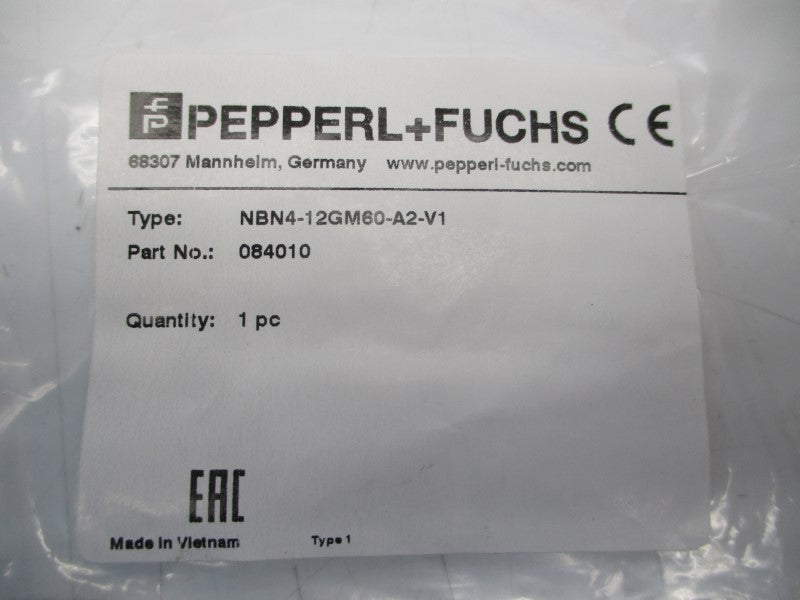 PEPPERL+FUCHS CE
68307 Mannheim, Germany www.pepperl-fuchs.com
Type: NBN4-12GM60-A2-V1
Part No.: 084010
Quantity: 1 pc
EAC
Made in Vietnam Type 1